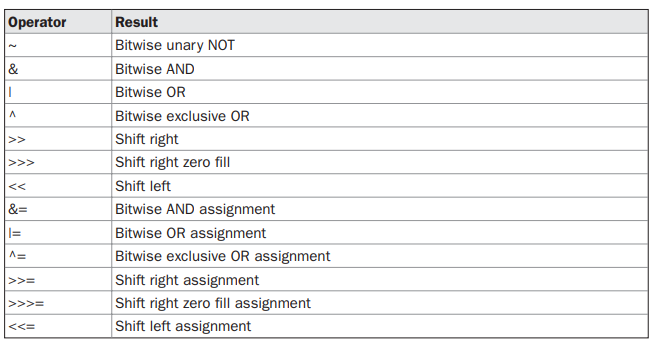 Operator Result
~ Bitwise unary NOT
& Bitwise AND
| Bitwise OR
^ Bitwise exclusive OR
>> Shift right
>>> Shift right zero fill
<< Shift left
&= Bitwise AND assignment
|= Bitwise OR assignment
^= Bitwise exclusive OR assignment
>>= Shift right assignment
>>>= Shift right zero fill assignment
<<= Shift left assignment